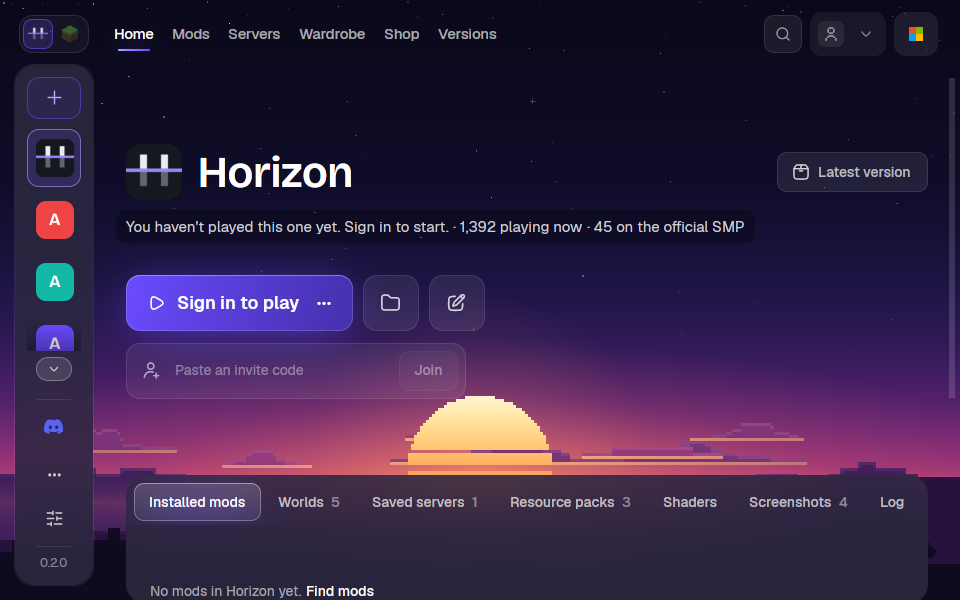 Home Mods Servers Wardrobe Shop Versions
Horizon
Latest version
You haven't played this one yet. Sign in to start. · 1,392 playing now · 45 on the official SMP
A
A
A
Sign in to play
Paste an invite code Join
Installed mods Worlds 5 Saved servers 1 Resource packs 3 Shaders Screenshots 4 Log
0.2.0
No mods in Horizon yet. Find mods